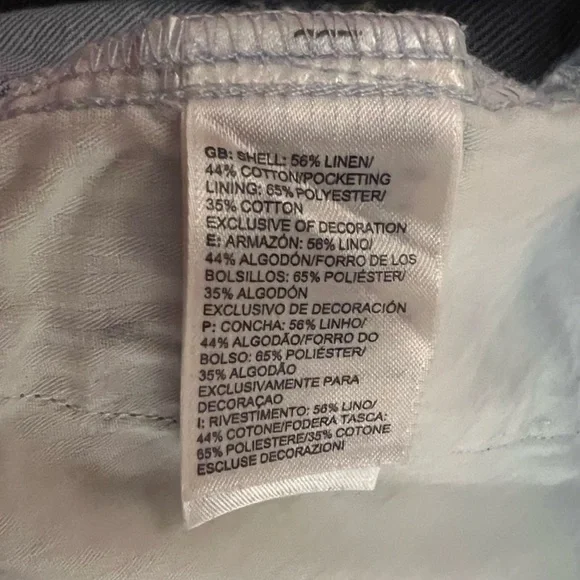 GB: SHELL: 56% LINEN/
44% COTTON/POCKETING
LINING: 65% POLYESTER/
35% COTTON
EXCLUSIVE OF DECORATION
E: ARMAZÓN: 56% LINO/
44% ALGODÓN/FORRO DE LOS
BOLSILLOS: 65% POLIÉSTER/
35% ALGODÓN
EXCLUSIVO DE DECORACIÓN
P: CONCHA: 56% LINHO/
44% ALGODÃO/FORRO DO
BOLSO: 65% POLIÉSTER/
35% ALGODÃO
EXCLUSIVAMENTE PARA
DECORAÇAO
I: RIVESTIMENTO: 56% LINO/
44% COTONE/FODERA TASCA:
65% POLIESTERE/35% COTONE
ESCLUSE DECORAZIONI